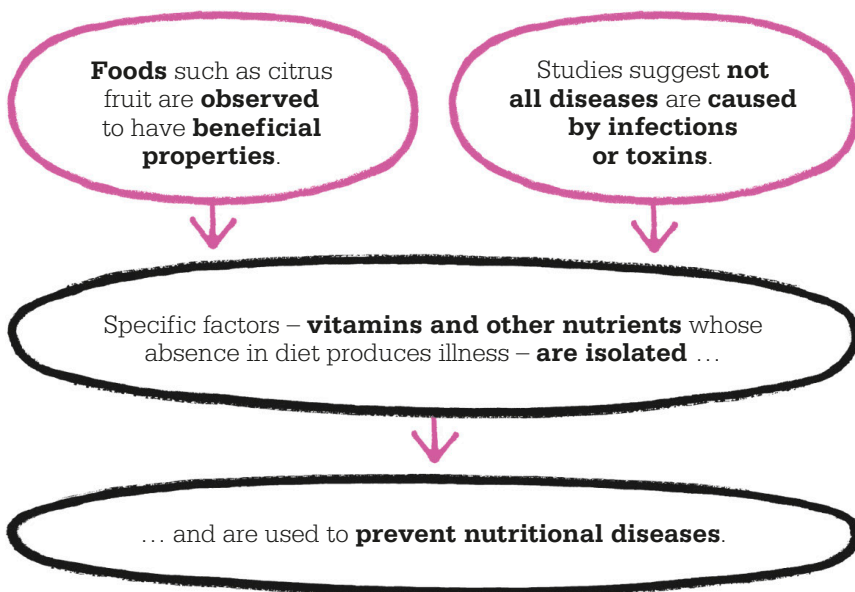 Foods such as citrus
fruit are observed
to have beneficial
properties.
Studies suggest not
all diseases are caused
by infections
or toxins.
Specific factors – vitamins and other nutrients whose
absence in diet produces illness – are isolated …
… and are used to prevent nutritional diseases.